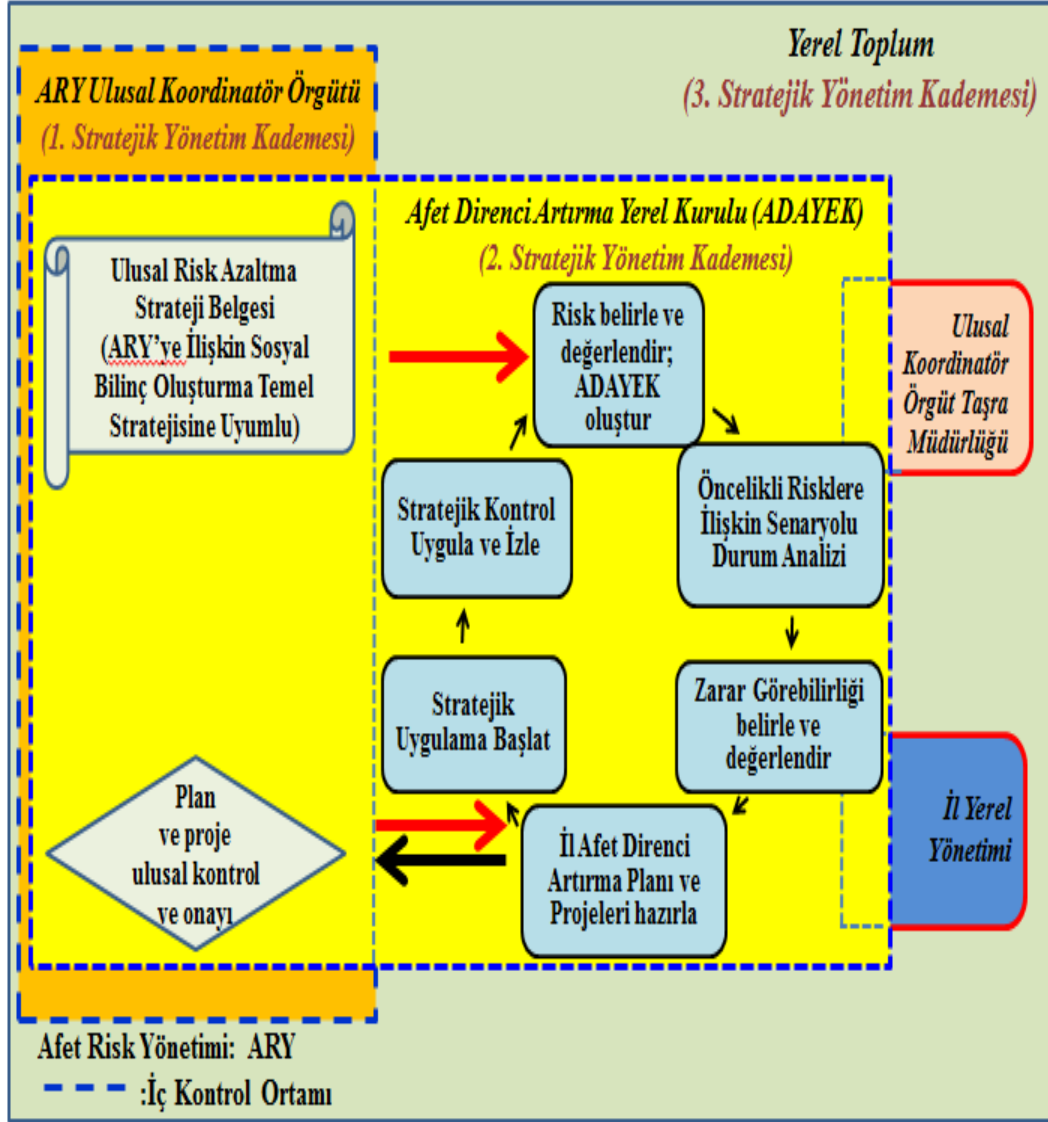 Yerel Toplum
(3. Stratejik Yönetim Kademesi)
ARY Ulusal Koordinatör Örgütü
(1. Stratejik Yönetim Kademesi)
Afet Direnci Artırma Yerel Kurulu (ADAYEK)
(2. Stratejik Yönetim Kademesi)
Ulusal Risk Azaltma
Strateji Belgesi
(ARY'ye İlişkin Sosyal
Bilinç Oluşturma Temel
Stratejisine Uyumlu)
Risk belirle ve
değerlendir;
ADAYEK
oluştur
Ulusal
Koordinatör
Örgüt Taşra
Müdürlüğü
Öncelikli Risklere
İlişkin Senaryolu
Durum Analizi
Stratejik Kontrol
Uygula ve İzle
Zarar Görebilirliği
belirle ve
değerlendir
Stratejik
Uygulama Başlat
İl Yerel
Yönetimi
Plan
ve proje
ulusal kontrol
ve onayı
İl Afet Direnci
Artırma Planı ve
Projeleri hazırla
Afet Risk Yönetimi: ARY
:İç Kontrol Ortamı